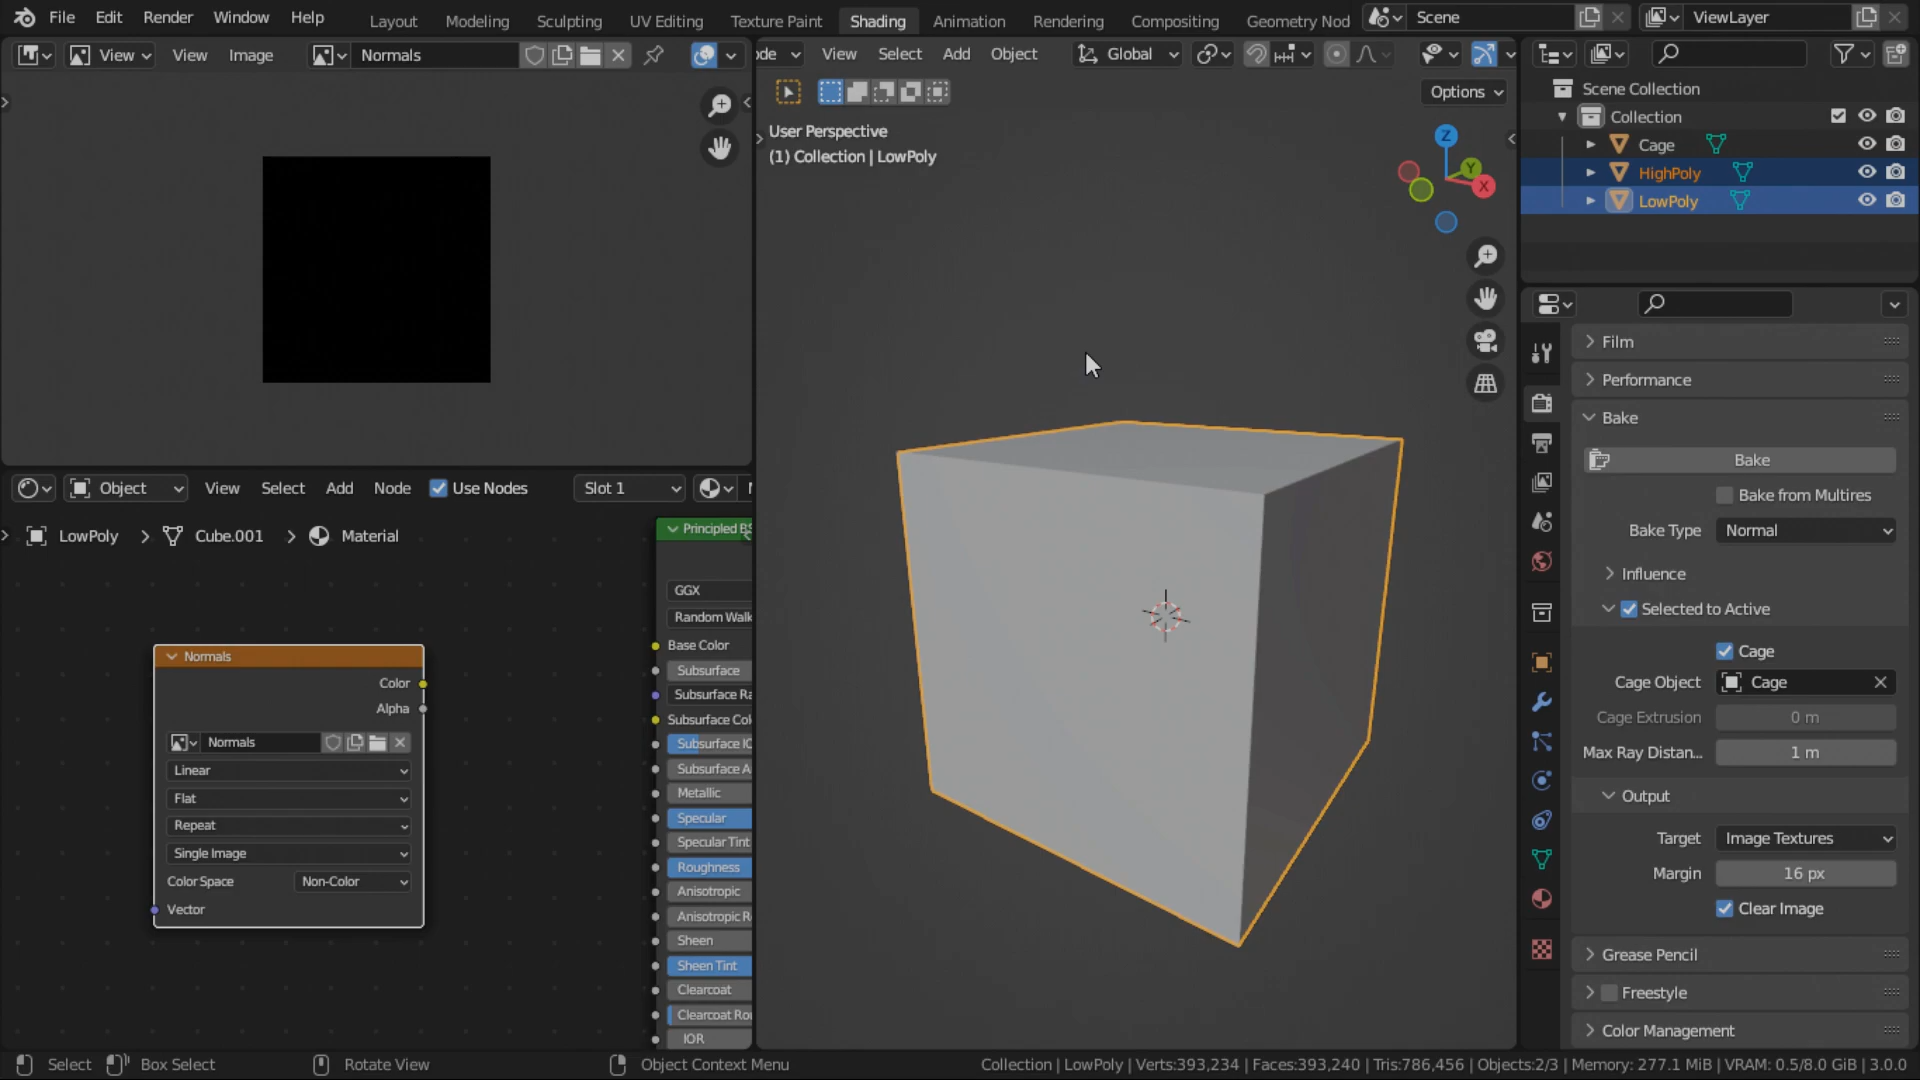 File Edit Render Window Help
Layout Modeling Sculpting UV Editing Texture Paint Shading Animation Rendering Compositing Geometry Nod
Scene
ViewLayer
View View Image Normals
ode View Select Add Object Global
Options
User Perspective
(1) Collection | LowPoly
Z
Y
X
Scene Collection
Collection
Cage
HighPoly
LowPoly
Film
Performance
Bake
Bake
Bake from Multires
Bake Type Normal
Influence
Selected to Active
Cage
Cage Object Cage
Cage Extrusion 0 m
Max Ray Distan... 1 m
Output
Target Image Textures
Margin 16 px
Clear Image
Grease Pencil
Freestyle
Color Management
Object View Select Add Node Use Nodes Slot 1
LowPoly > Cube.001 > Material
Normals
Color
Alpha
Normals
Linear
Flat
Repeat
Single Image
Color Space Non-Color
Vector
Principled BS
GGX
Random Walk
Base Color
Subsurface
Subsurface Ra
Subsurface Col
Subsurface IO
Subsurface A
Metallic
Specular
Specular Tint
Roughness
Anisotropic
Anisotropic R
Sheen
Sheen Tint
Clearcoat
Clearcoat Rou
IOR
Select Box Select Rotate View Object Context Menu
Collection | LowPoly | Verts:393,234 | Faces:393,240 | Tris:786,456 | Objects:2/3 | Memory: 277.1 MiB | VRAM: 0.5/8.0 GiB | 3.0.0